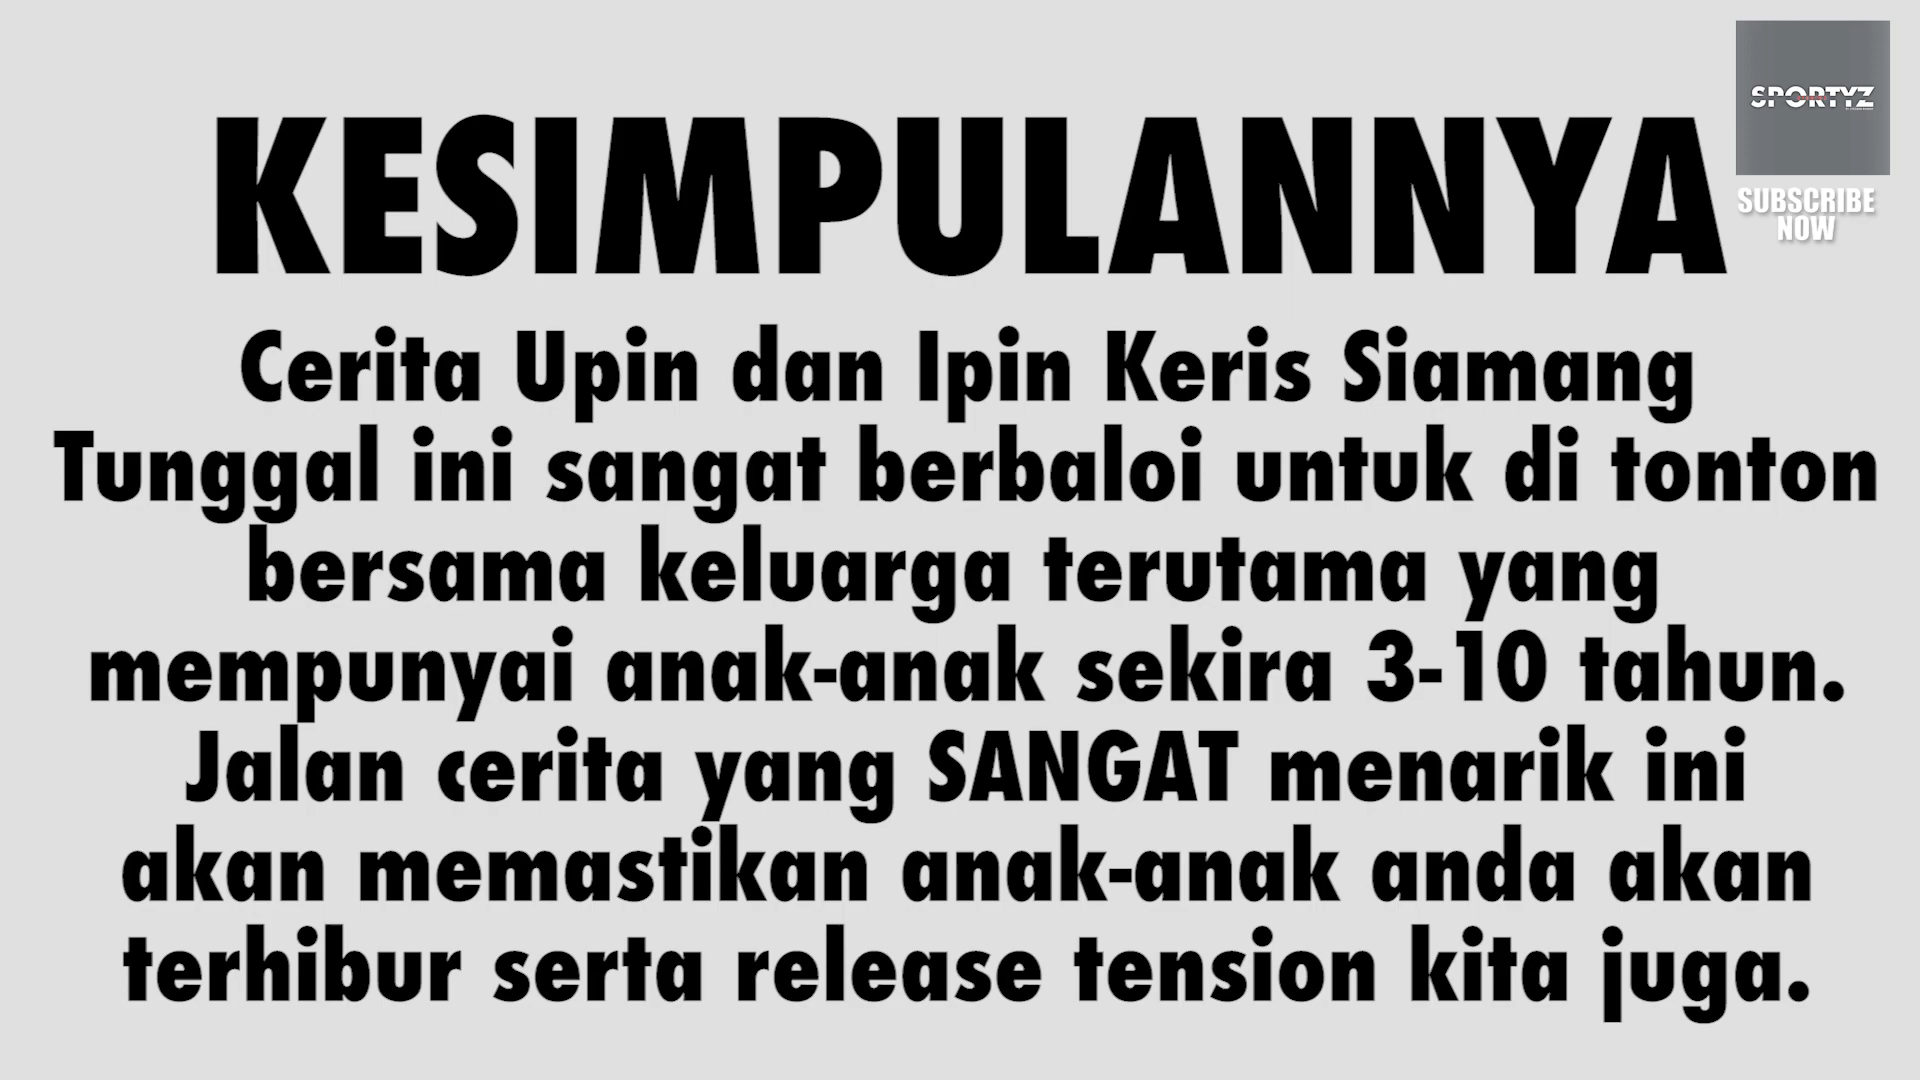 KESIMPULANNYA
Cerita Upin dan Ipin Keris Siamang
Tunggal ini sangat berbaloi untuk di tonton
bersama keluarga terutama yang
mempunyai anak-anak sekira 3-10 tahun.
Jalan cerita yang SANGAT menarik ini
akan memastikan anak-anak anda akan
terhibur serta release tension kita juga.
SPORTYZ
SUBSCRIBE
NOW